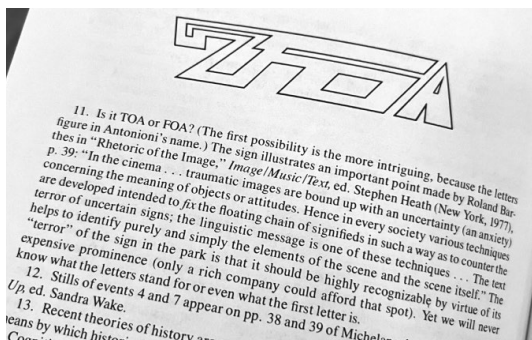 11. Is it TOA or FOA? (The first possibility is the more intriguing, because the letters
figure in Antonioni's name.) The sign illustrates an important point made by Roland Bar-
thes in "Rhetoric of the Image," Image/Music/Text, ed. Stephen Heath (New York, 1977),
p. 39: "In the cinema . . . traumatic images are bound up with an uncertainty (an anxiety)
concerning the meaning of objects or attitudes. Hence in every society various techniques
are developed intended to fix the floating chain of signifieds in such a way as to counter the
terror of uncertain signs; the linguistic message is one of these techniques . . . The text
helps to identify purely and simply the elements of the scene and the scene itself." The
"terror" of the sign in the park is that it should be highly recognizable by virtue of its
expensive prominence (only a rich company could afford that spot). Yet we will never
know what the letters stand for or even what the first letter is.
12. Stills of events 4 and 7 appear on pp. 38 and 39 of
Up, ed. Sandra Wake.
13. Recent theories of history
means by which